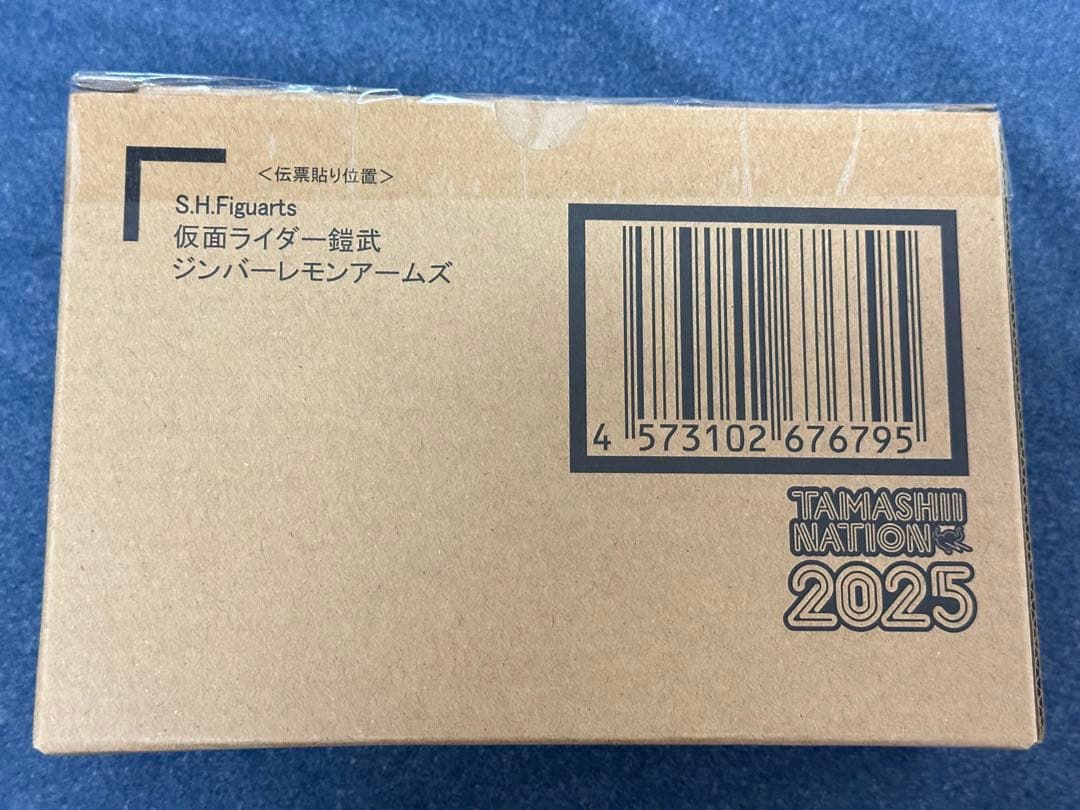 <伝票貼り位置>
S.H.Figuarts
仮面ライダー鎧武
ジンバーレモンアームズ
4 573102 676795
TAMASHII
NATION
2025